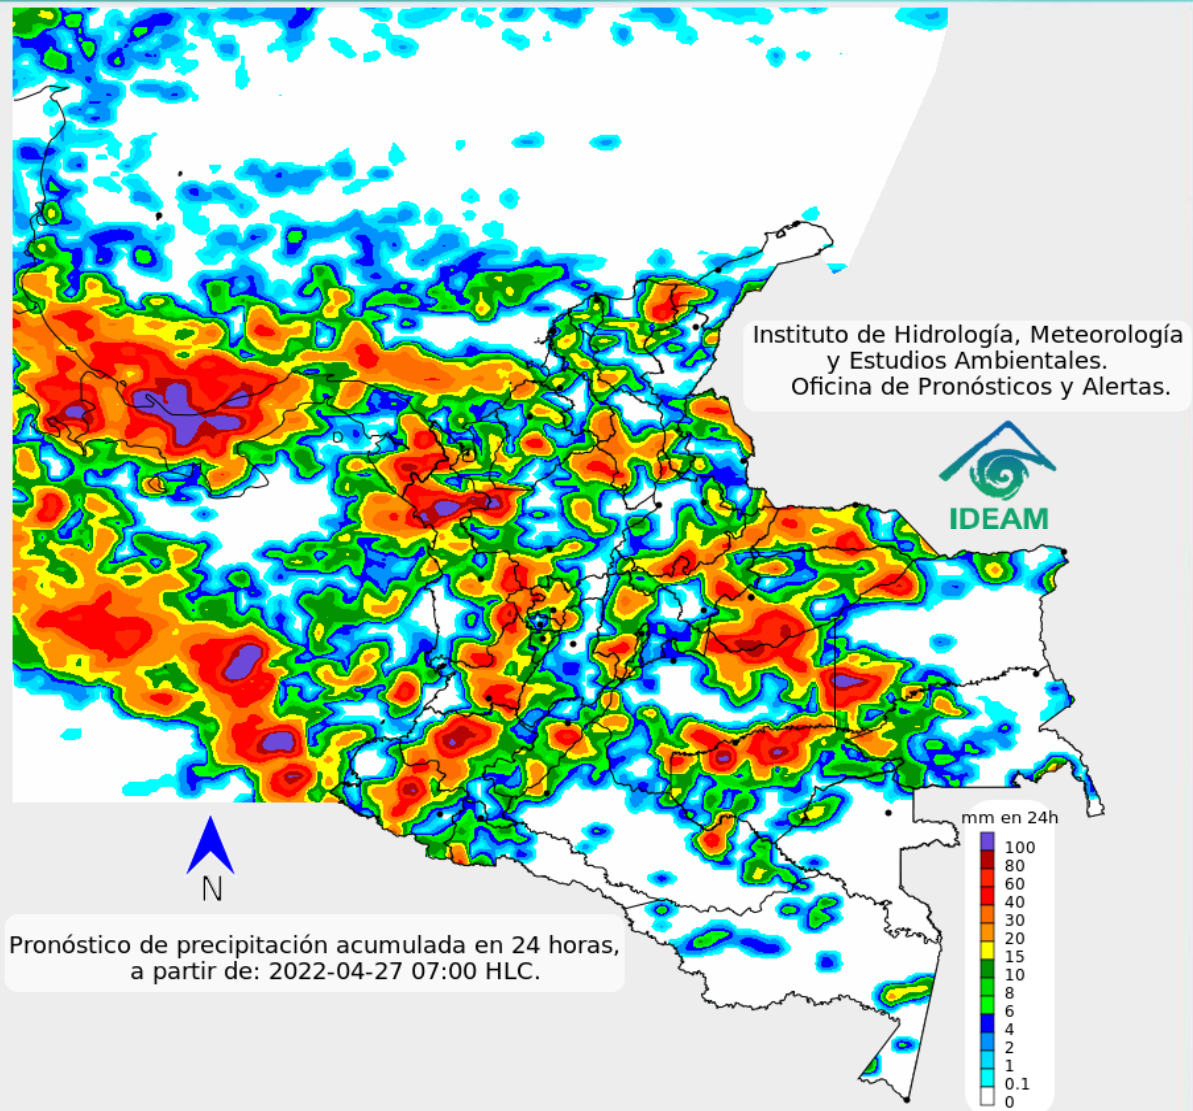 Instituto de Hidrología, Meteorología
y Estudios Ambientales.
Oficina de Pronósticos y Alertas.
IDEAM
mm en 24h
100
80
60
40
30
20
15
10
8
6
4
2
1
0.1
0
N
Pronóstico de precipitación acumulada en 24 horas,
a partir de: 2022-04-27 07:00 HLC.